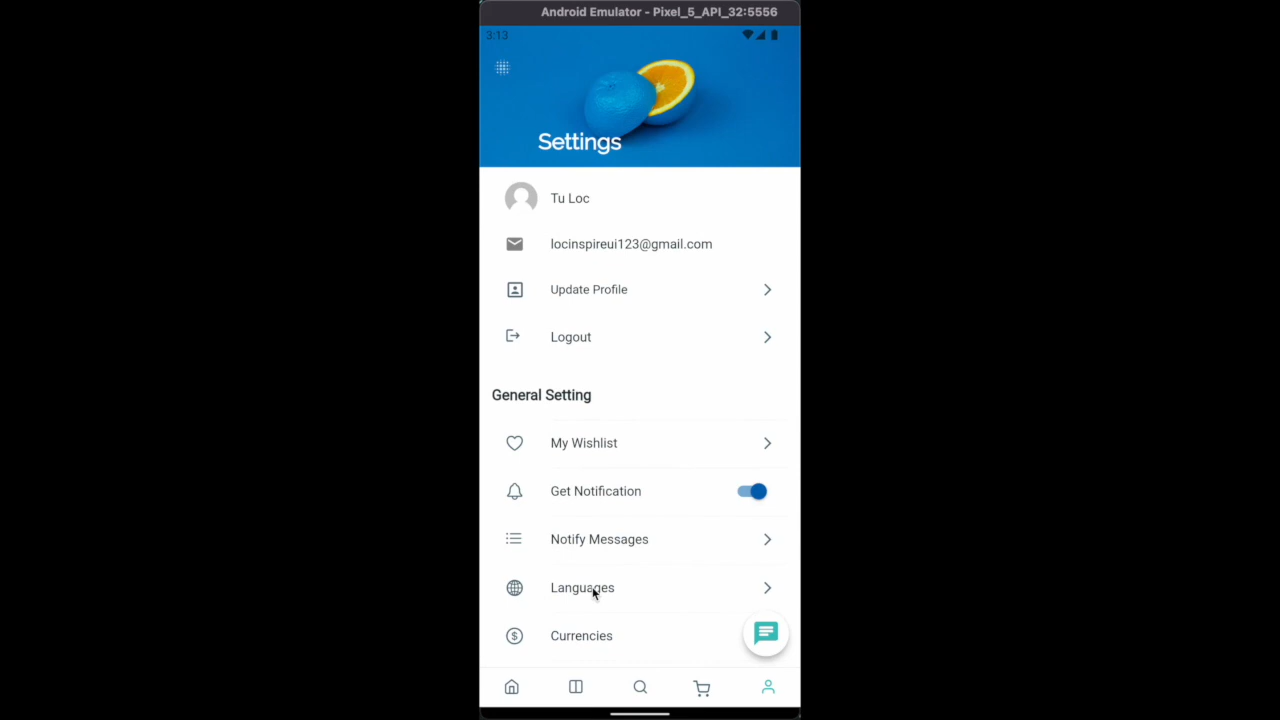 Android Emulator - Pixel_5_API_32:5556
3:13
Settings
Tu Loc
locinspireui123@gmail.com
Update Profile
Logout
General Setting
My Wishlist
Get Notification
Notify Messages
Languages
Currencies